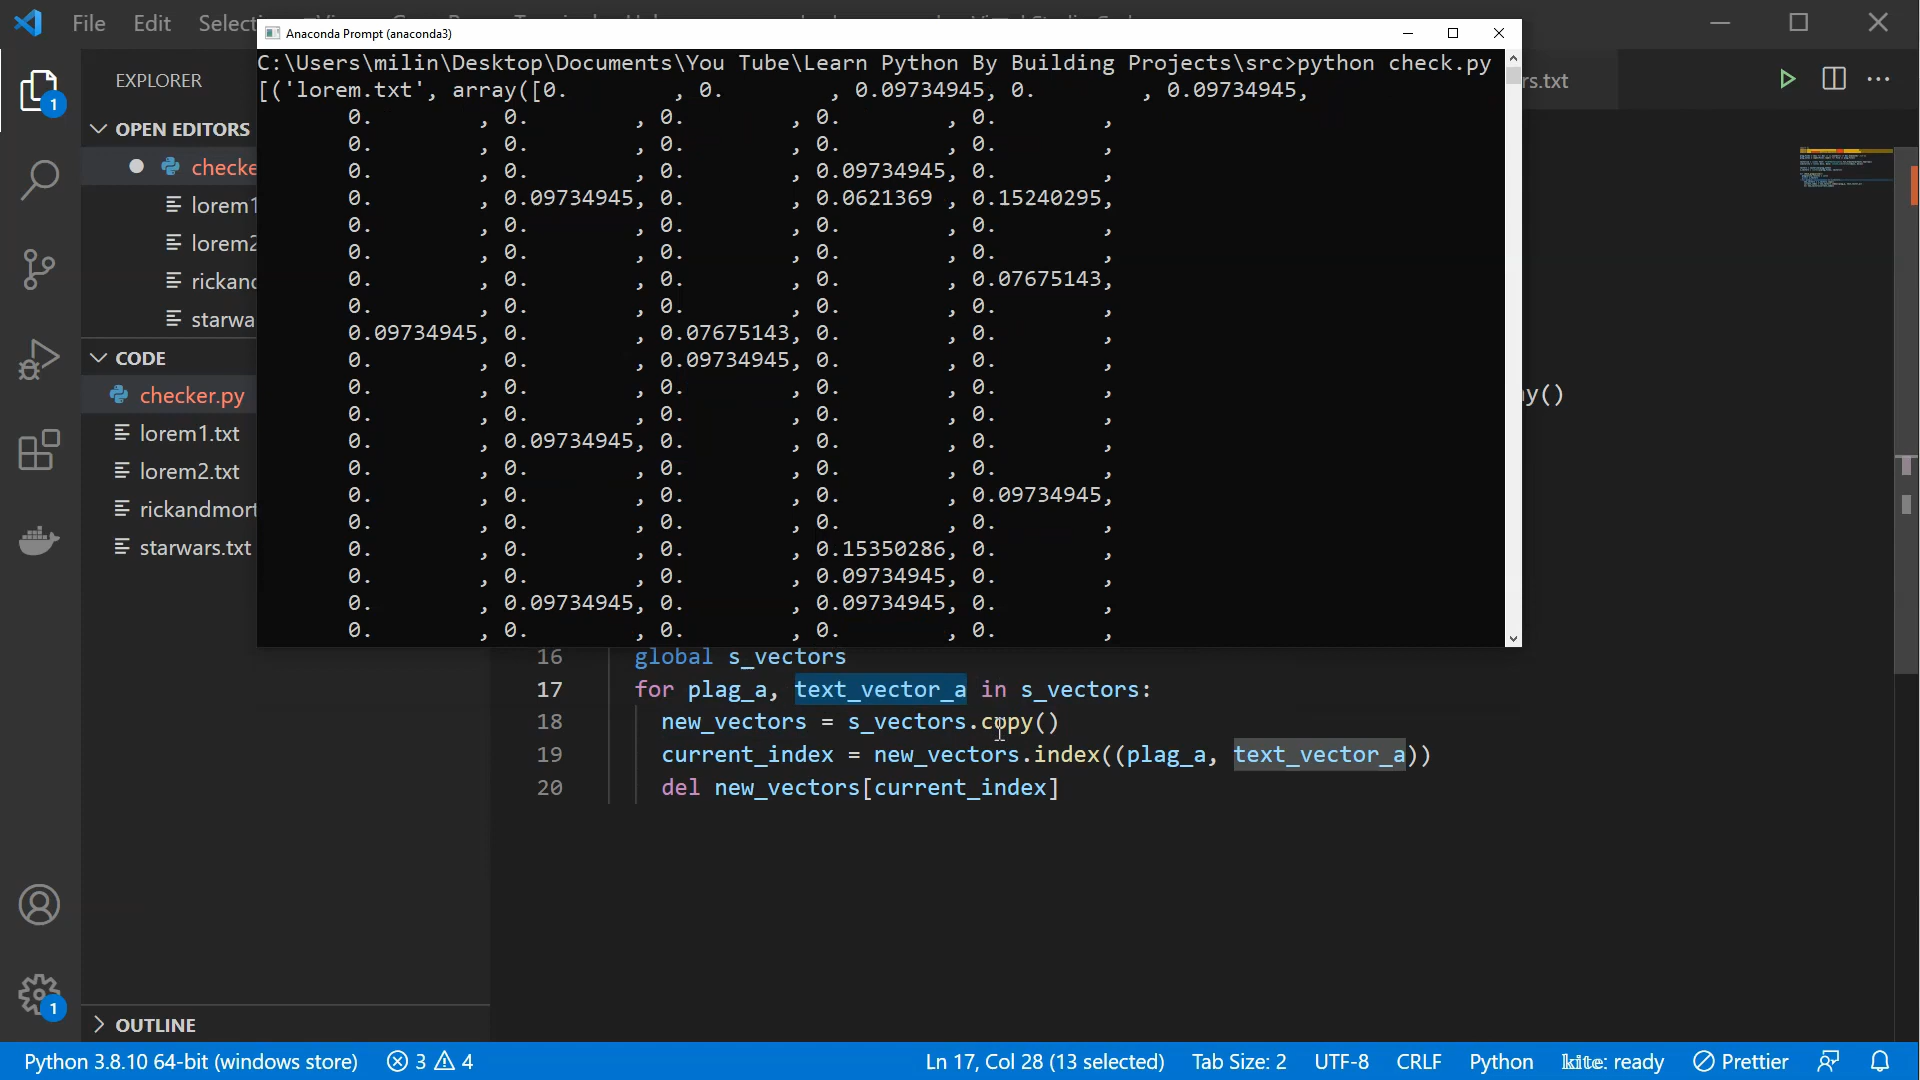 File Edit Selec
Anaconda Prompt (anaconda3)
C:\Users\milin\Desktop\Documents\You Tube\Learn Python By Building Projects\src>python check.py
[('lorem.txt', array([0. , 0. , 0.09734945, 0. , 0.09734945,
0. , 0. , 0. , 0. , 0. ,
0. , 0. , 0. , 0. , 0. ,
0. , 0. , 0. , 0.09734945, 0. ,
0. , 0.09734945, 0. , 0.0621369 , 0.15240295,
0. , 0. , 0. , 0. , 0. ,
0. , 0. , 0. , 0. , 0. ,
0. , 0. , 0. , 0. , 0.07675143,
0. , 0. , 0. , 0. , 0. ,
0.09734945, 0. , 0.07675143, 0. , 0. ,
0. , 0. , 0.09734945, 0. , 0. ,
0. , 0. , 0. , 0. , 0. ,
0. , 0. , 0. , 0. , 0. ,
0. , 0.09734945, 0. , 0. , 0. ,
0. , 0. , 0. , 0. , 0. ,
0. , 0. , 0. , 0. , 0.09734945,
0. , 0. , 0. , 0. , 0. ,
0. , 0. , 0. , 0.15350286, 0. ,
0. , 0. , 0. , 0.09734945, 0. ,
0. , 0.09734945, 0. , 0.09734945, 0. ,
0. , 0. , 0. , 0. , 0. ,
rs.txt
py()
1
EXPLORER
OPEN EDITORS
checke
lorem1
lorem2
rickand
starwa
CODE
checker.py
lorem1.txt
lorem2.txt
rickandmort
starwars.txt
OUTLINE
1
16 global s_vectors
17 for plag_a, text_vector_a in s_vectors:
18 new_vectors = s_vectors.copy()
19 current_index = new_vectors.index((plag_a, text_vector_a))
20 del new_vectors[current_index]
Python 3.8.10 64-bit (windows store) 3 4 Ln 17, Col 28 (13 selected) Tab Size: 2 UTF-8 CRLF Python kite: ready Prettier